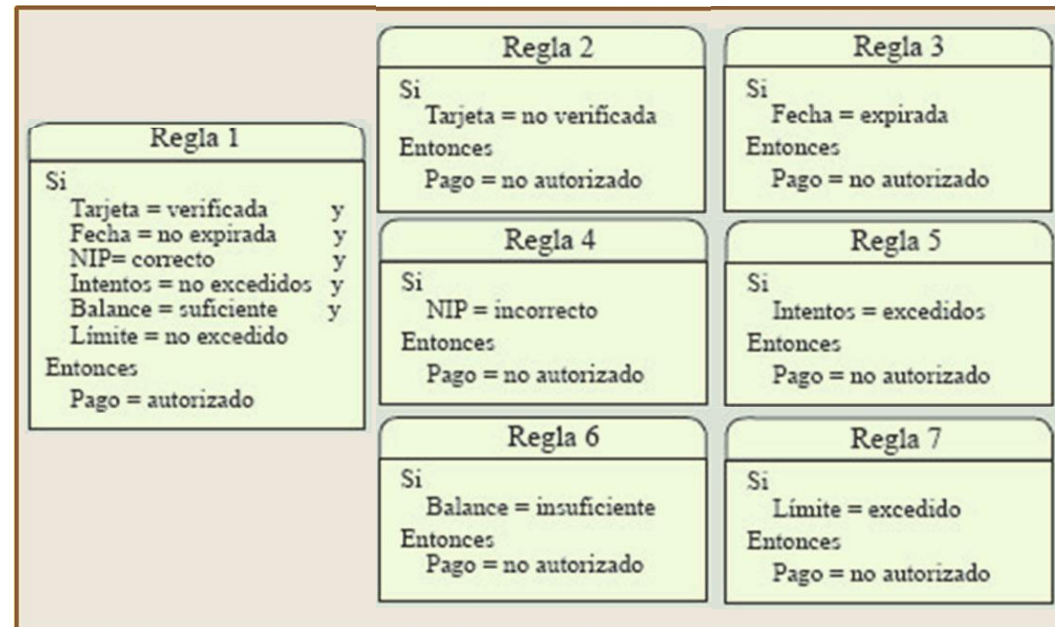 Regla 1
Si
Tarjeta = verificada y
Fecha = no expirada y
NIP= correcto y
Intentos = no excedidos y
Balance = suficiente y
Límite = no excedido
Entonces
Pago = autorizado
Regla 2
Si
Tarjeta = no verificada
Entonces
Pago = no autorizado
Regla 3
Si
Fecha = expirada
Entonces
Pago = no autorizado
Regla 4
Si
NIP = incorrecto
Entonces
Pago = no autorizado
Regla 5
Si
Intentos = excedidos
Entonces
Pago = no autorizado
Regla 6
Si
Balance = insuficiente
Entonces
Pago = no autorizado
Regla 7
Si
Límite = excedido
Entonces
Pago = no autorizado